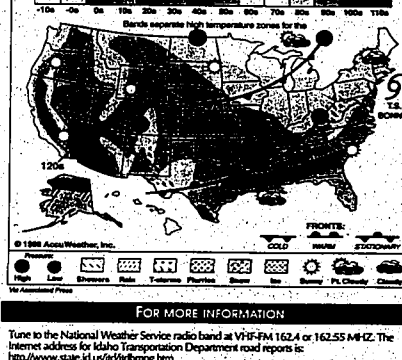 -10s -0s 0s 10s 20s 30s 40s 50s 60s 70s 80s 90s 100s 110s
Bands separate high temperature zones for the
T.S.
BONN
120s
© 1998 AccuWeather, Inc.
FRONTS:
COLD WARM STATIONARY
Pressure:
High Low Showers Rain T-storms Flurries Snow Ice Sunny Pt. Cloudy Cloudy
Via Associated Press
FOR MORE INFORMATION
Tune to the National Weather Service radio band at VHF-FM 162.4 or 162.55 MHZ. The
Internet address for Idaho Transportation Department road reports is: